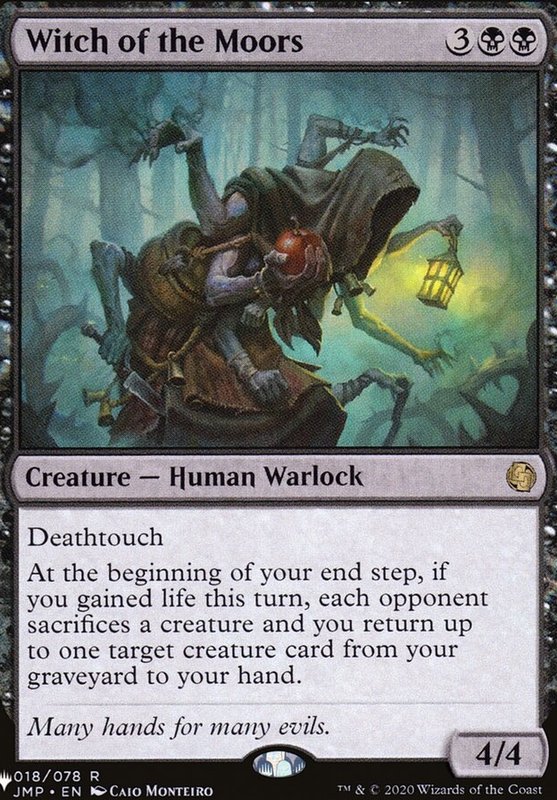 Witch of the Moors 3
Creature — Human Warlock
Deathtouch
At the beginning of your end step, if
you gained life this turn, each opponent
sacrifices a creature and you return up
to one target creature card from your
graveyard to your hand.
Many hands for many evils.
4/4
018/078 R
JMP • EN Caio Monteiro
™ & © 2020 Wizards of the Coast